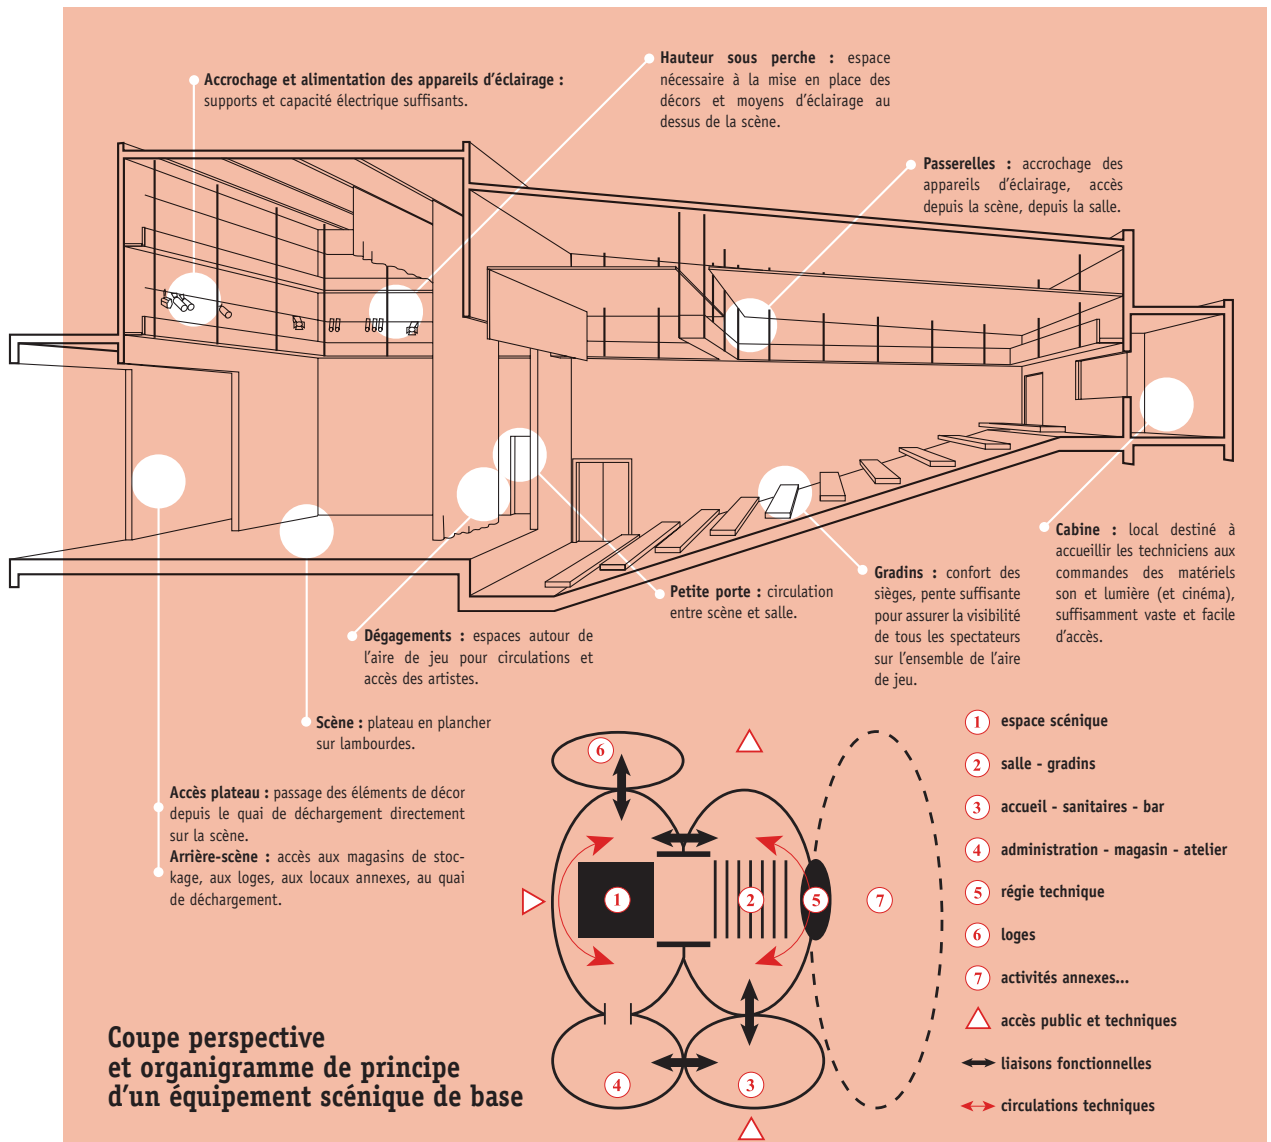 Accrochage et alimentation des appareils d'éclairage :
supports et capacité électrique suffisants.
Hauteur sous perche : espace
nécessaire à la mise en place des
décors et moyens d'éclairage au
dessus de la scène.
Passerelles : accrochage des
appareils d'éclairage, accès
depuis la scène, depuis la salle.
Cabine : local destiné à
accueillir les techniciens aux
commandes des matériels
son et lumière (et cinéma),
suffisamment vaste et facile
d'accès.
Gradins : confort des
sièges, pente suffisante
pour assurer la visibilité
de tous les spectateurs
sur l'ensemble de l'aire
de jeu.
Petite porte : circulation
entre scène et salle.
Dégagements : espaces autour de
l'aire de jeu pour circulations et
accès des artistes.
Scène : plateau en plancher
sur lambourdes.
Accès plateau : passage des éléments de décor
depuis le quai de déchargement directement
sur la scène.
Arrière-scène : accès aux magasins de stoc-
kage, aux loges, aux locaux annexes, au quai
de déchargement.
6
1
2
5
7
4
3
1 espace scénique
2 salle - gradins
3 accueil - sanitaires - bar
4 administration - magasin - atelier
5 régie technique
6 loges
7 activités annexes...
accès public et techniques
liaisons fonctionnelles
circulations techniques
Coupe perspective
et organigramme de principe
d'un équipement scénique de base